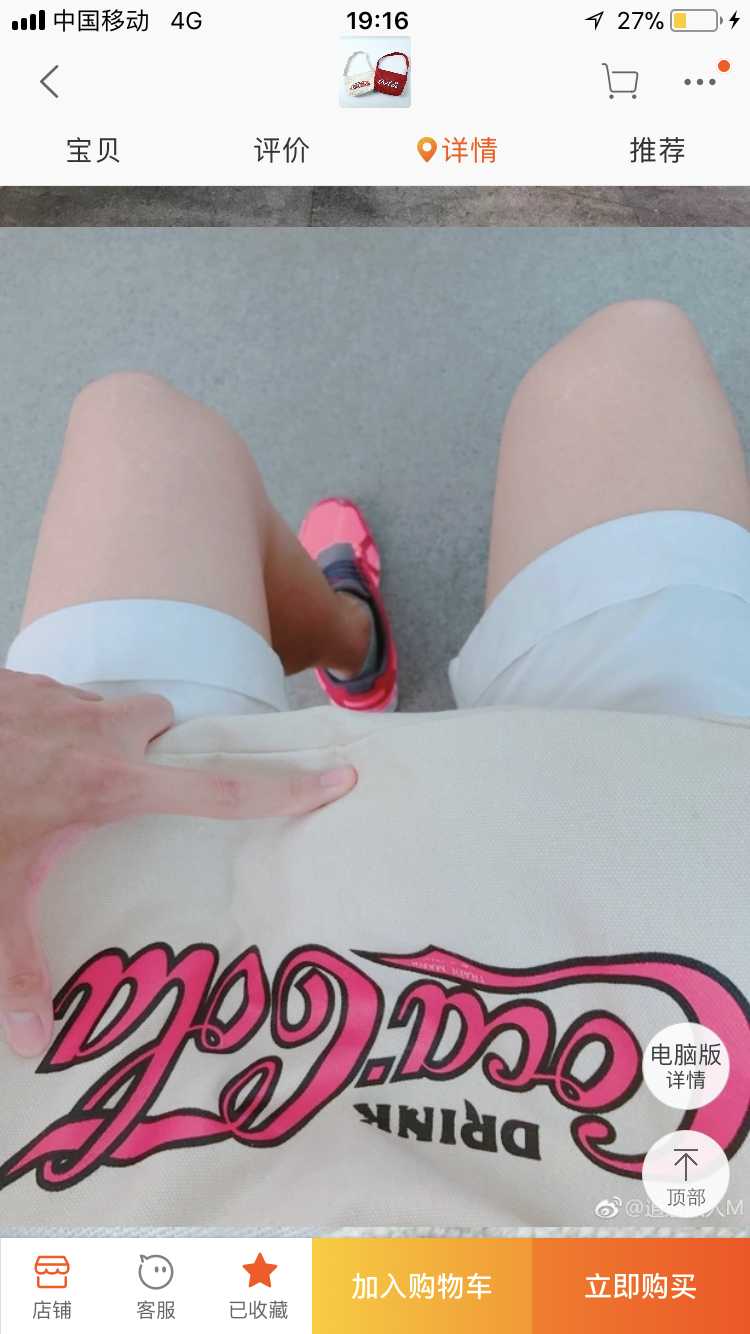 中国移动 4G 19:16 27%
宝贝 评价 详情 推荐
Coca-Cola
DRINK
电脑版
详情
顶部
店铺 客服 已收藏 加入购物车 立即购买